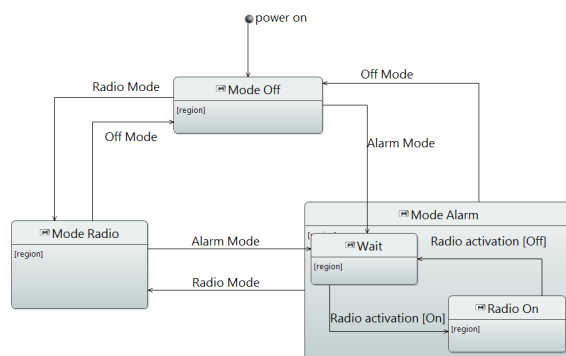 power on
Off Mode
Radio Mode
Mode Off
[region]
Off Mode
Alarm Mode
Mode Alarm
Mode Radio
Alarm Mode
Wait
Radio activation [Off]
[region]
[region]
Radio Mode
Radio On
Radio activation [On]
[region]